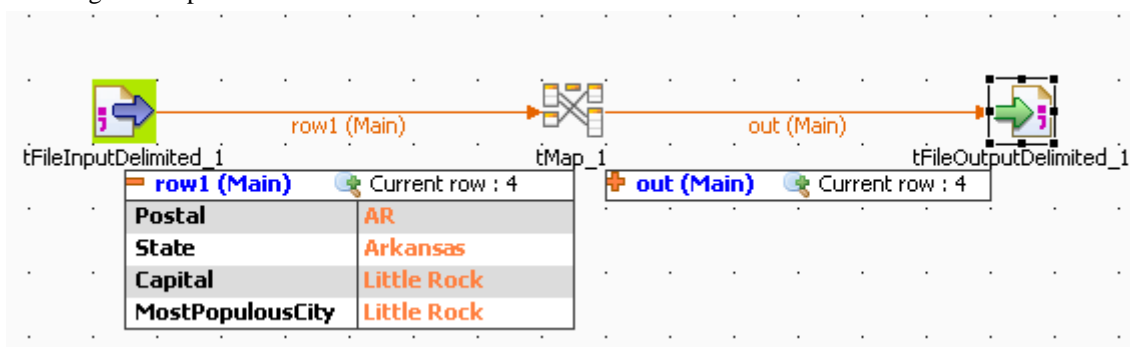 row1 (Main)
out (Main)
tFileInputDelimited_1
tMap_1
tFileOutputDelimited_1
row1 (Main) Current row : 4
out (Main) Current row : 4
Postal AR
State Arkansas
Capital Little Rock
MostPopulousCity Little Rock